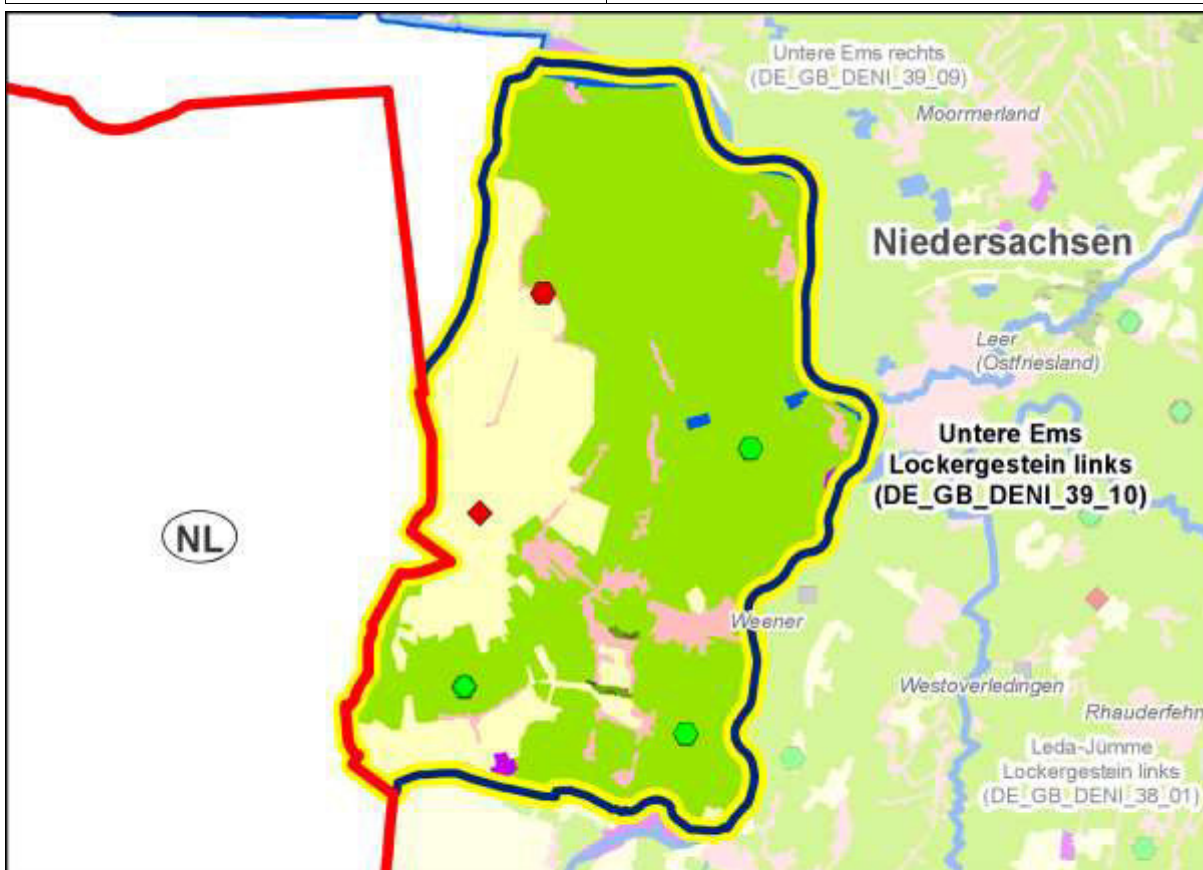 Untere Ems rechts
(DE_GB_DENI_39_09)
Moormerland
Niedersachsen
Leer
(Ostfriesland)
Untere Ems
Lockergestein links
(DE_GB_DENI_39_10)
NL
Weener
Westoverledingen
Rhauderfehn
Leda-Jümme
Lockergestein links
(DE_GB_DENI_38_01)